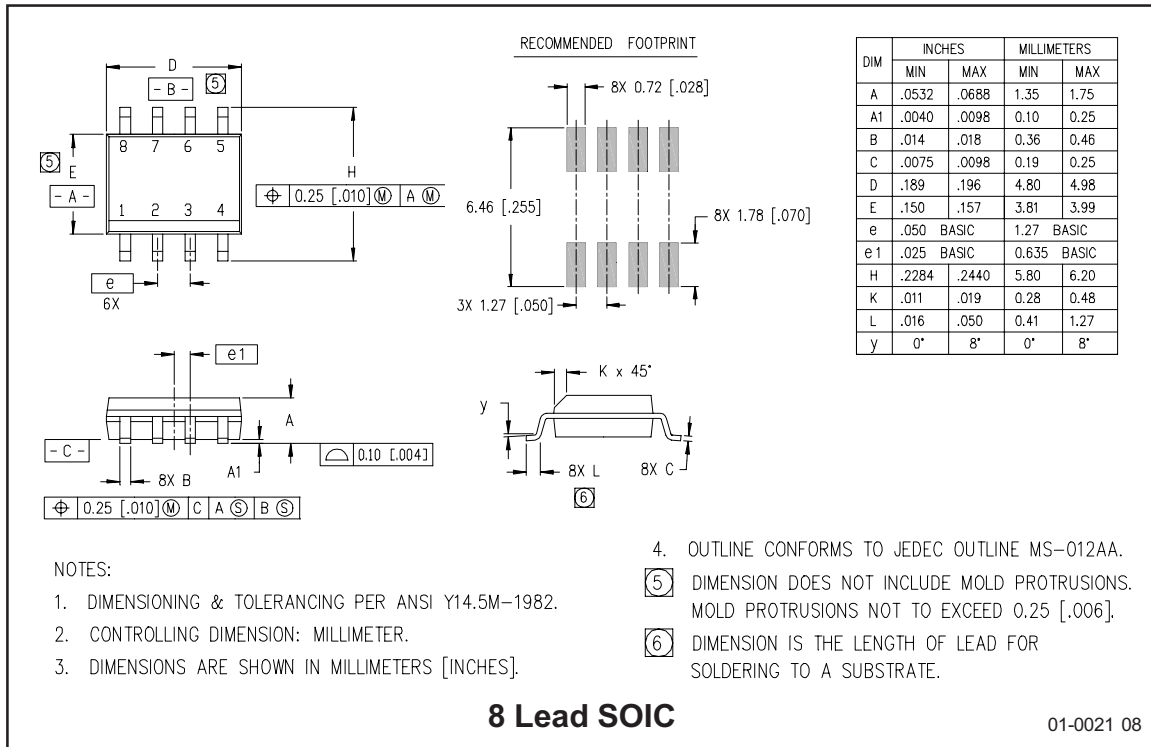 D
- B -
5
8 7 6 5
5
E
- A -
1 2 3 4
H
⌖ 0.25 [.010] Ⓜ A Ⓜ
e
6X
RECOMMENDED FOOTPRINT
8X 0.72 [.028]
6.46 [.255]
8X 1.78 [.070]
3X 1.27 [.050]
DIM INCHES MILLIMETERS
MIN MAX MIN MAX
A .0532 .0688 1.35 1.75
A1 .0040 .0098 0.10 0.25
B .014 .018 0.36 0.46
C .0075 .0098 0.19 0.25
D .189 .196 4.80 4.98
E .150 .157 3.81 3.99
e .050 BASIC 1.27 BASIC
e1 .025 BASIC 0.635 BASIC
H .2284 .2440 5.80 6.20
K .011 .019 0.28 0.48
L .016 .050 0.41 1.27
y 0° 8° 0° 8°
e1
A
- C -
A1
8X B
0.10 [.004]
⌖ 0.25 [.010] Ⓜ C A Ⓢ B Ⓢ
K x 45°
y
8X L
6
8X C
NOTES:
1. DIMENSIONING & TOLERANCING PER ANSI Y14.5M-1982.
2. CONTROLLING DIMENSION: MILLIMETER.
3. DIMENSIONS ARE SHOWN IN MILLIMETERS [INCHES].
4. OUTLINE CONFORMS TO JEDEC OUTLINE MS-012AA.
5 DIMENSION DOES NOT INCLUDE MOLD PROTRUSIONS.
MOLD PROTRUSIONS NOT TO EXCEED 0.25 [.006].
6 DIMENSION IS THE LENGTH OF LEAD FOR
SOLDERING TO A SUBSTRATE.
8 Lead SOIC
01-0021 08